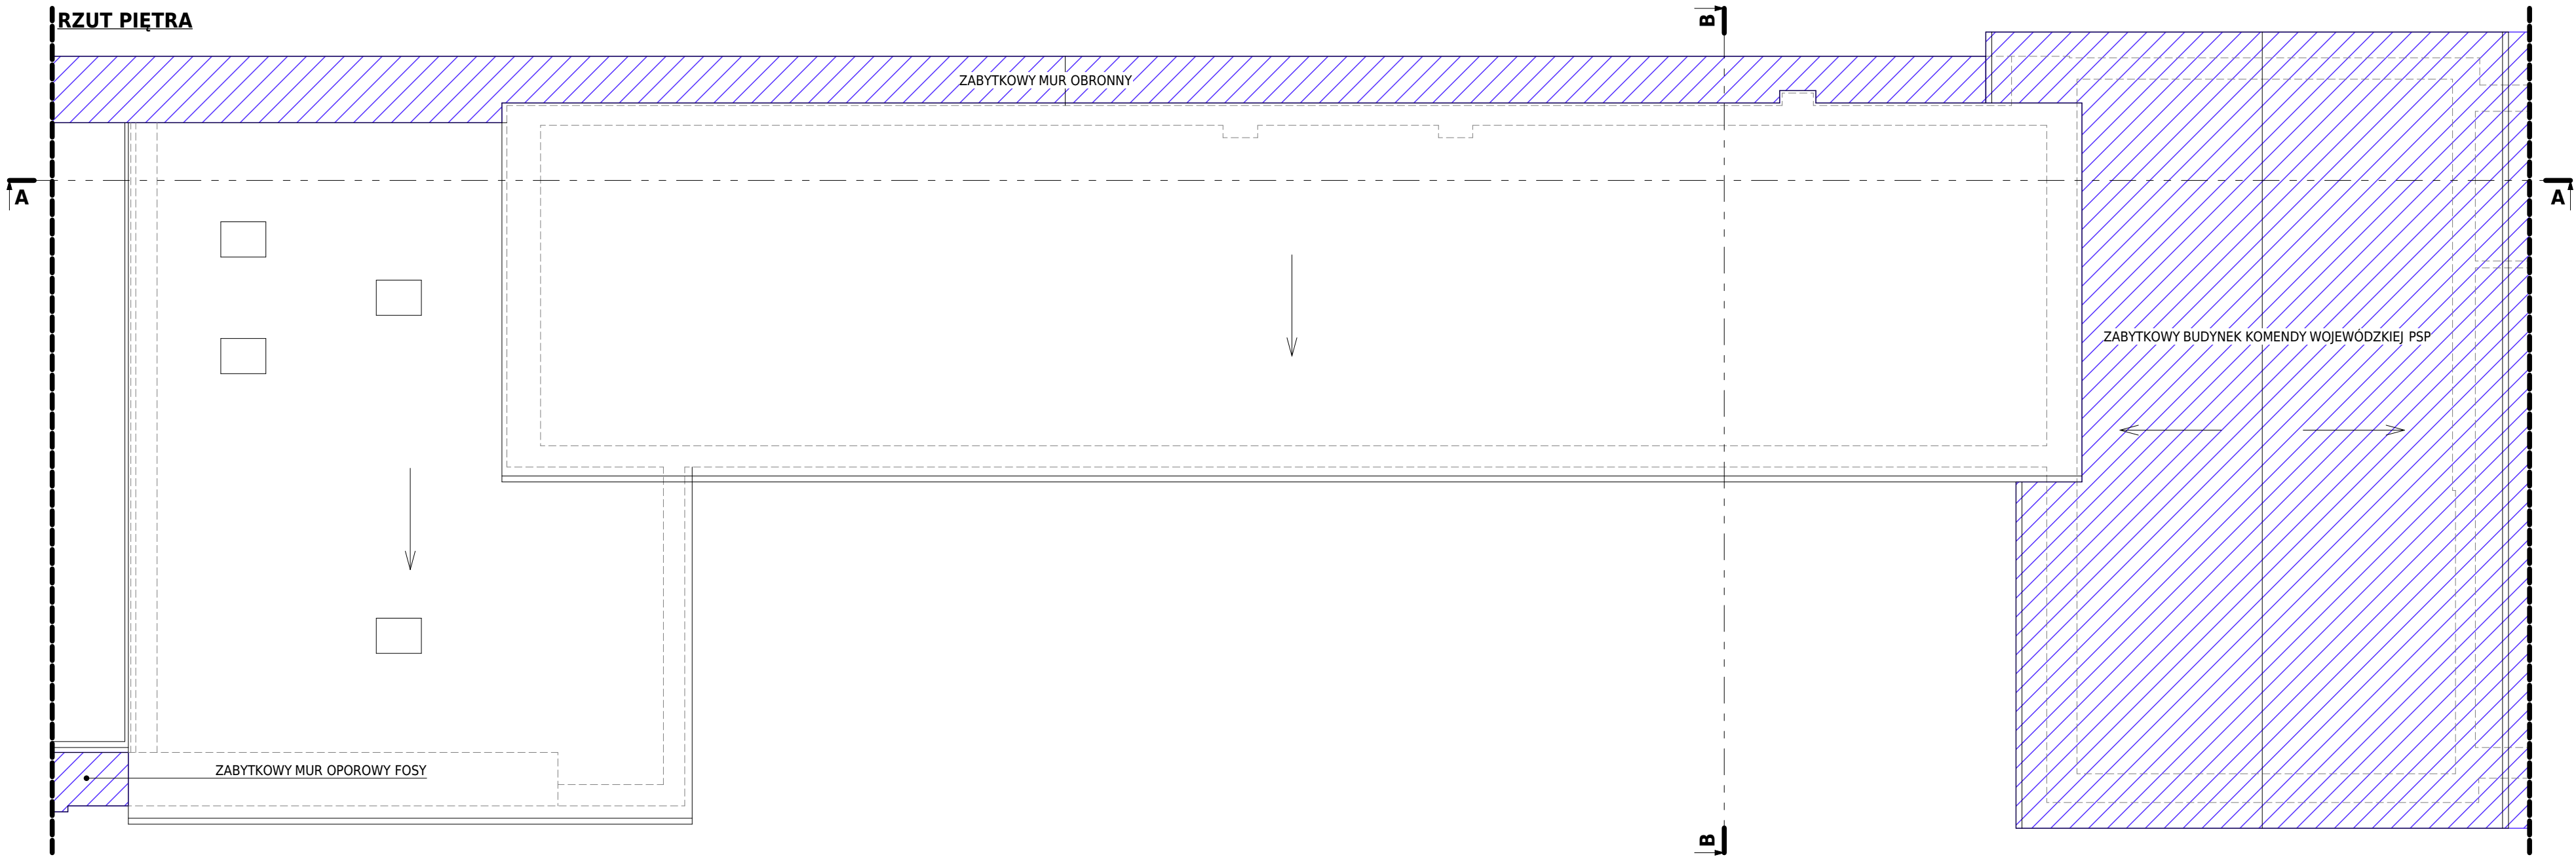 RZUT PIĘTRA
B
ZABYTKOWY MUR OBRONNY
A
A
ZABYTKOWY BUDYNEK KOMENDY WOJEWÓDZKIEJ PSP
ZABYTKOWY MUR OPOROWY FOSY
B